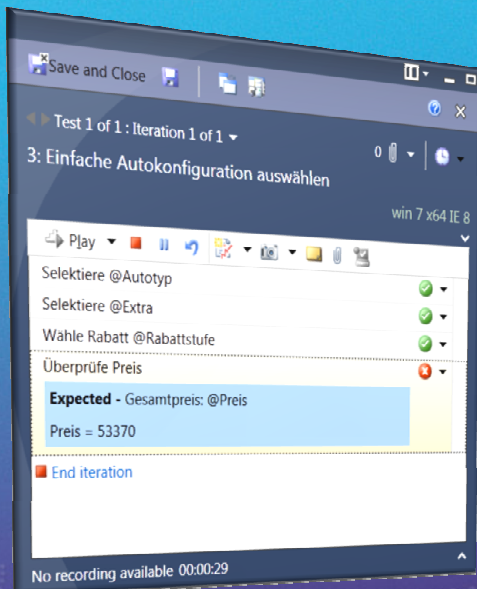 Save and Close
Test 1 of 1 : Iteration 1 of 1
0
3: Einfache Autokonfiguration auswählen
win 7 x64 IE 8
Play
Selektiere @Autotyp
Selektiere @Extra
Wähle Rabatt @Rabattstufe
Überprüfe Preis
Expected - Gesamtpreis: @Preis
Preis = 53370
End iteration
No recording available 00:00:29